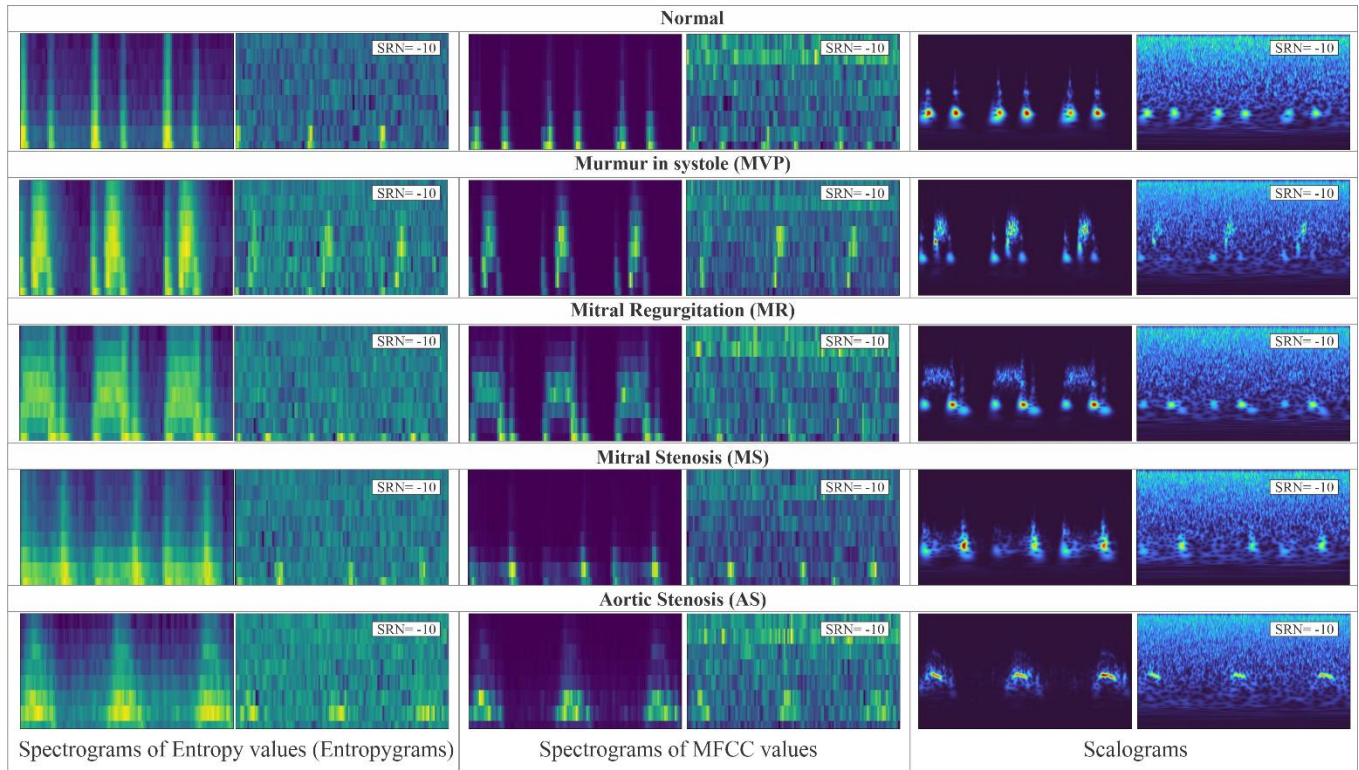 Normal
SRN= -10
SRN= -10
SRN= -10
Murmur in systole (MVP)
SRN= -10
SRN= -10
SRN= -10
Mitral Regurgitation (MR)
SRN= -10
SRN= -10
SRN= -10
Mitral Stenosis (MS)
SRN= -10
SRN= -10
SRN= -10
Aortic Stenosis (AS)
SRN= -10
SRN= -10
SRN= -10
Spectrograms of Entropy values (Entropygrams)
Spectrograms of MFCC values
Scalograms